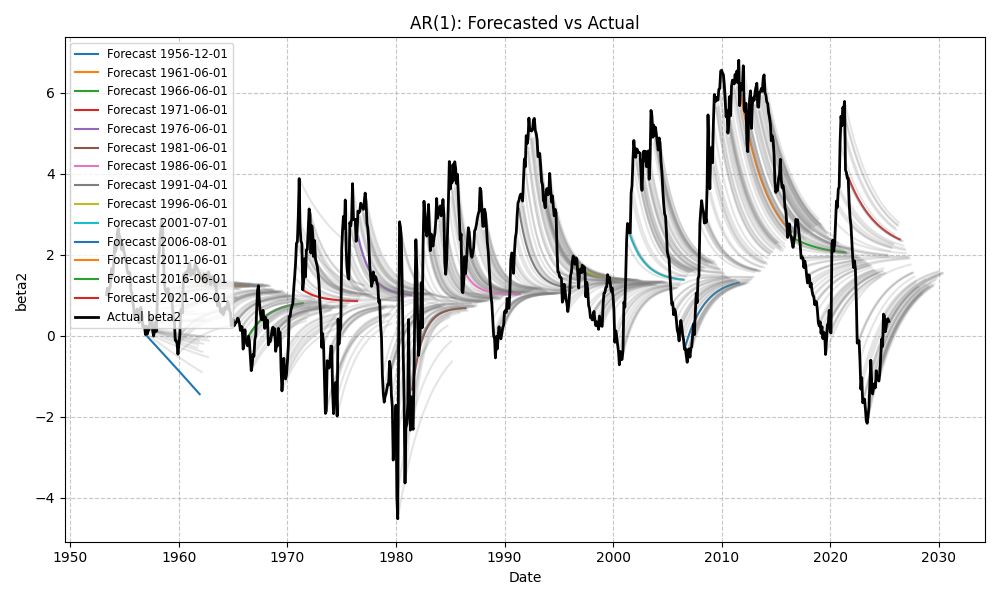 AR(1): Forecasted vs Actual
Forecast 1956-12-01
Forecast 1961-06-01
Forecast 1966-06-01
Forecast 1971-06-01
Forecast 1976-06-01
Forecast 1981-06-01
Forecast 1986-06-01
Forecast 1991-04-01
Forecast 1996-06-01
Forecast 2001-07-01
Forecast 2006-08-01
Forecast 2011-06-01
Forecast 2016-06-01
Forecast 2021-06-01
Actual beta2
beta2
6
4
2
0
−2
−4
1950 1960 1970 1980 1990 2000 2010 2020 2030
Date